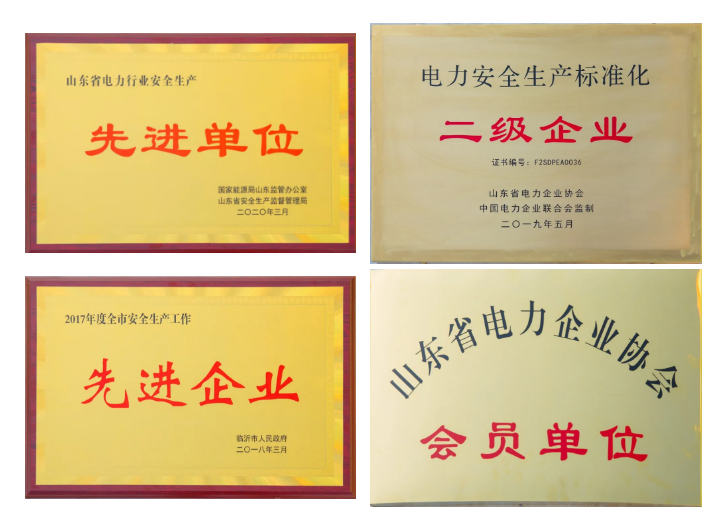 山东省电力行业安全生产
先进单位
国家能源局山东监管办公室
山东省安全生产监督管理局
二〇二〇年三月
电力安全生产标准化
二级企业
证书编号：F2SDPEA0036
山东省电力企业协会
中国电力企业联合会监制
二〇一九年五月
2017年度全市安全生产工作
先进企业
临沂市人民政府
二〇一八年三月
山东省电力企业协会
会员单位